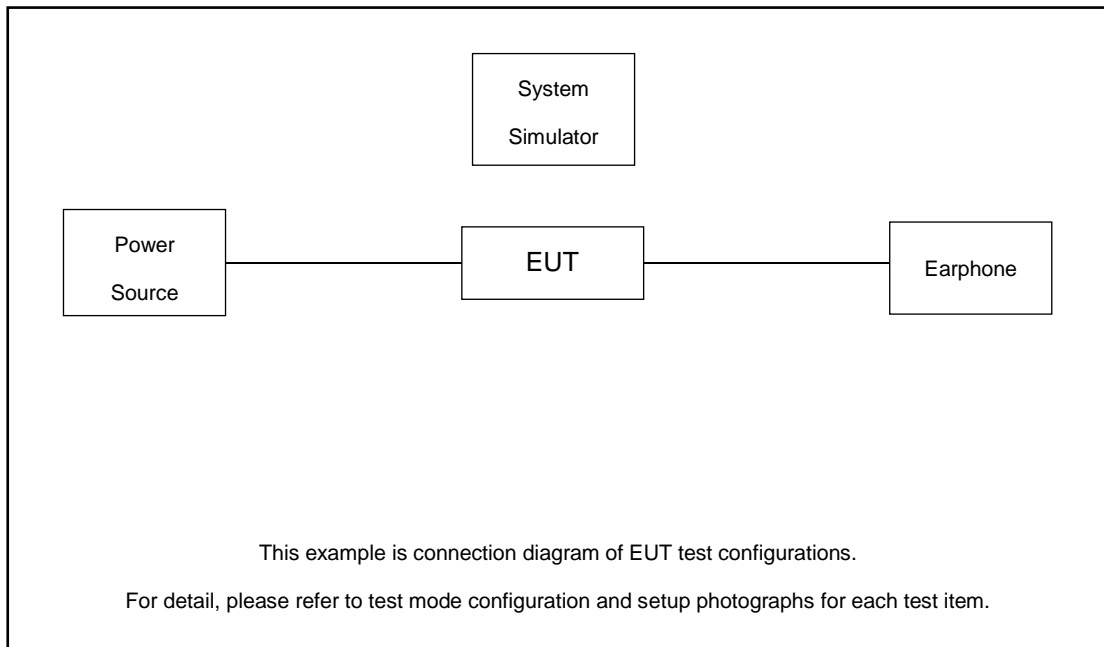 System
Simulator
Power
Source
EUT
Earphone
This example is connection diagram of EUT test configurations.
For detail, please refer to test mode configuration and setup photographs for each test item.